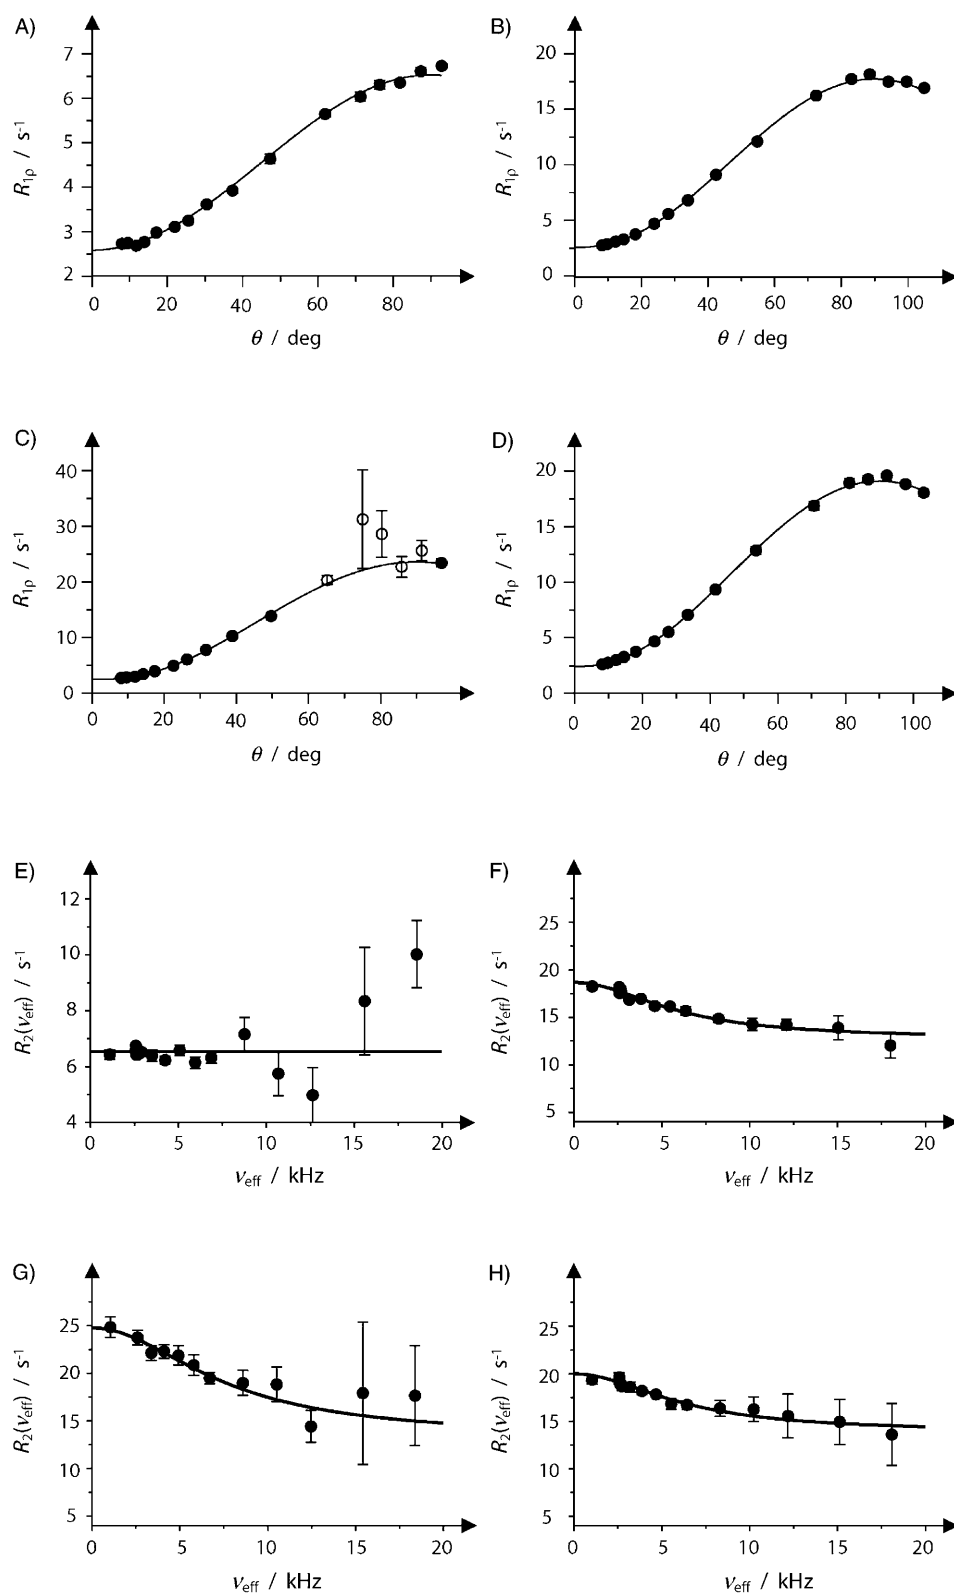 A)
R1ρ / s-1
7
6
5
4
3
2
0 20 40 60 80
θ / deg
B)
R1ρ / s-1
20
15
10
5
0
0 20 40 60 80 100
θ / deg
C)
R1ρ / s-1
40
30
20
10
0
0 20 40 60 80
θ / deg
D)
R1ρ / s-1
20
15
10
5
0
0 20 40 60 80 100
θ / deg
E)
R2(νeff) / s-1
12
10
8
6
4
0 5 10 15 20
νeff / kHz
F)
R2(νeff) / s-1
25
20
15
10
5
0 5 10 15 20
νeff / kHz
G)
R2(νeff) / s-1
25
20
15
10
5
0 5 10 15 20
νeff / kHz
H)
R2(νeff) / s-1
25
20
15
10
5
0 5 10 15 20
νeff / kHz